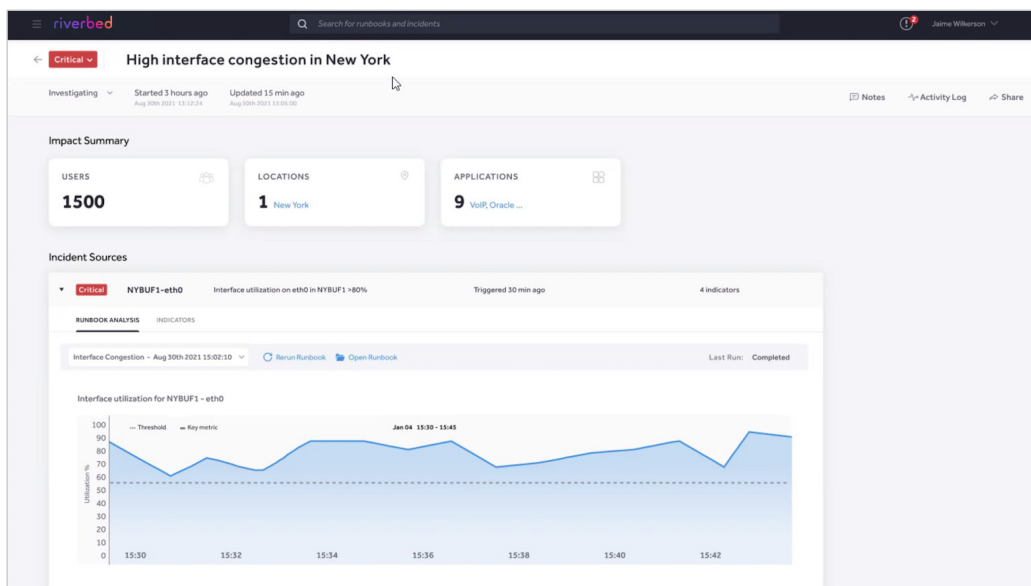 riverbed
Search for runbooks and incidents
2
Jaime Wilkerson
Critical
High interface congestion in New York
Investigating
Started 3 hours ago
Aug 30th 2021 13:12:24
Updated 15 min ago
Aug 30th 2021 15:05:00
Notes
Activity Log
Share
Impact Summary
USERS
1500
LOCATIONS
1 New York
APPLICATIONS
9 VoIP, Oracle ...
Incident Sources
Critical NYBUF1-eth0 Interface utilization on eth0 in NYBUF1 >80% Triggered 30 min ago 4 indicators
RUNBOOK ANALYSIS INDICATORS
Interface Congestion - Aug 30th 2021 15:02:10 Rerun Runbook Open Runbook Last Run: Completed
Interface utilization for NYBUF1 - eth0
Threshold Key metric Jan 04 15:30 - 15:45
Utilization %
100
90
80
70
60
50
40
30
20
10
0
15:30 15:32 15:34 15:36 15:38 15:40 15:42